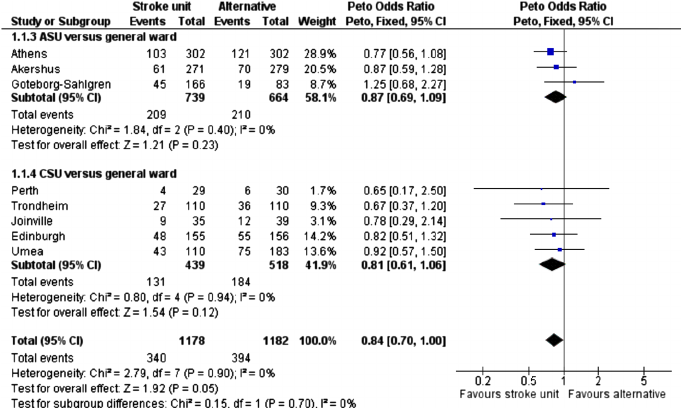 Stroke unit Alternative Peto Odds Ratio Peto Odds Ratio
Study or Subgroup Events Total Events Total Weight Peto, Fixed, 95% CI Peto, Fixed, 95% CI
1.1.3 ASU versus general ward
Athens 103 302 121 302 28.9% 0.77 [0.56, 1.08]
Akershus 61 271 70 279 20.5% 0.87 [0.59, 1.28]
Goteborg-Sahlgren 45 166 19 83 8.7% 1.25 [0.68, 2.27]
Subtotal (95% CI) 739 664 58.1% 0.87 [0.69, 1.09]
Total events 209 210
Heterogeneity: Chi² = 1.84, df = 2 (P = 0.40); I² = 0%
Test for overall effect: Z = 1.21 (P = 0.23)
1.1.4 CSU versus general ward
Perth 4 29 6 30 1.7% 0.65 [0.17, 2.50]
Trondheim 27 110 36 110 9.3% 0.67 [0.37, 1.20]
Joinville 9 35 12 39 3.1% 0.78 [0.29, 2.14]
Edinburgh 48 155 55 156 14.2% 0.82 [0.51, 1.32]
Umea 43 110 75 183 13.6% 0.92 [0.57, 1.50]
Subtotal (95% CI) 439 518 41.9% 0.81 [0.61, 1.06]
Total events 131 184
Heterogeneity: Chi² = 0.80, df = 4 (P = 0.94); I² = 0%
Test for overall effect: Z = 1.54 (P = 0.12)
Total (95% CI) 1178 1182 100.0% 0.84 [0.70, 1.00]
Total events 340 394
Heterogeneity: Chi² = 2.79, df = 7 (P = 0.90); I² = 0%
Test for overall effect: Z = 1.92 (P = 0.05)
Test for subgroup differences: Chi² = 0.15, df = 1 (P = 0.70), I² = 0%
0.2 0.5 1 2 5
Favours stroke unit Favours alternative